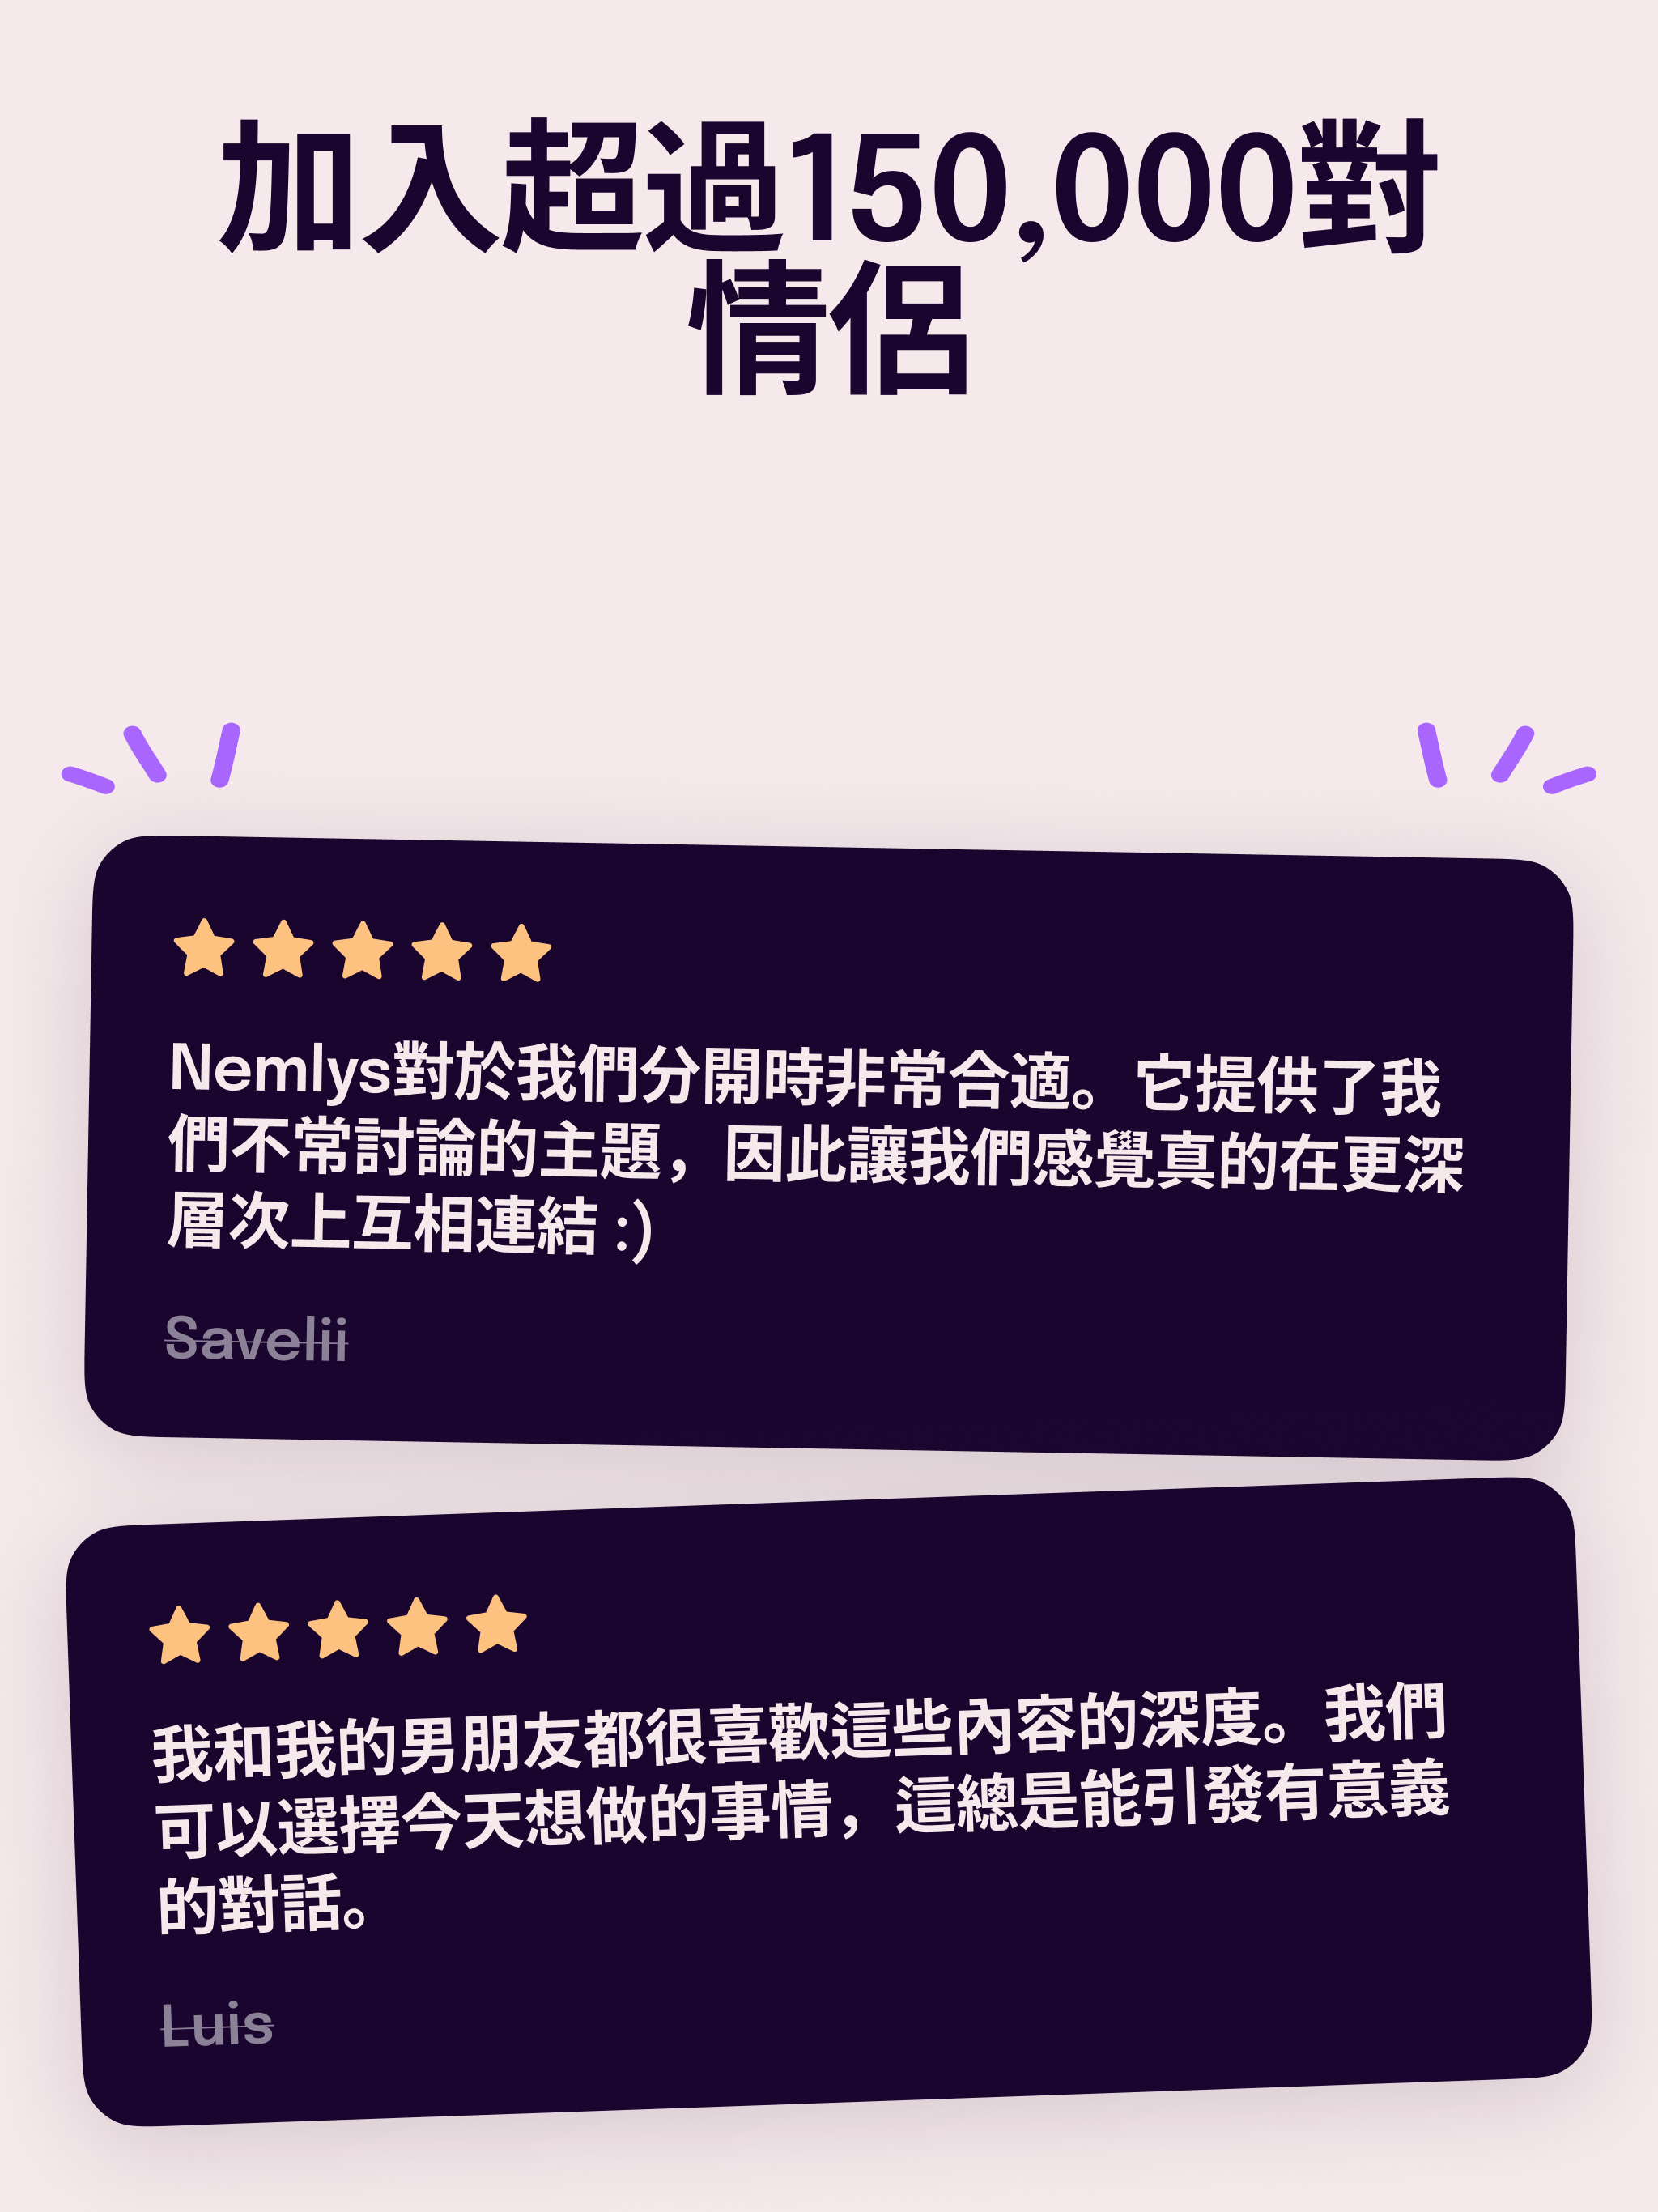 加入超過150,000對
情侶
Nemlys對於我們分開時非常合適。它提供了我
們不常討論的主題，因此讓我們感覺真的在更深
層次上互相連結 :)
Savelii
我和我的男朋友都很喜歡這些內容的深度。我們
可以選擇今天想做的事情，這總是能引發有意義
的對話。
Luis